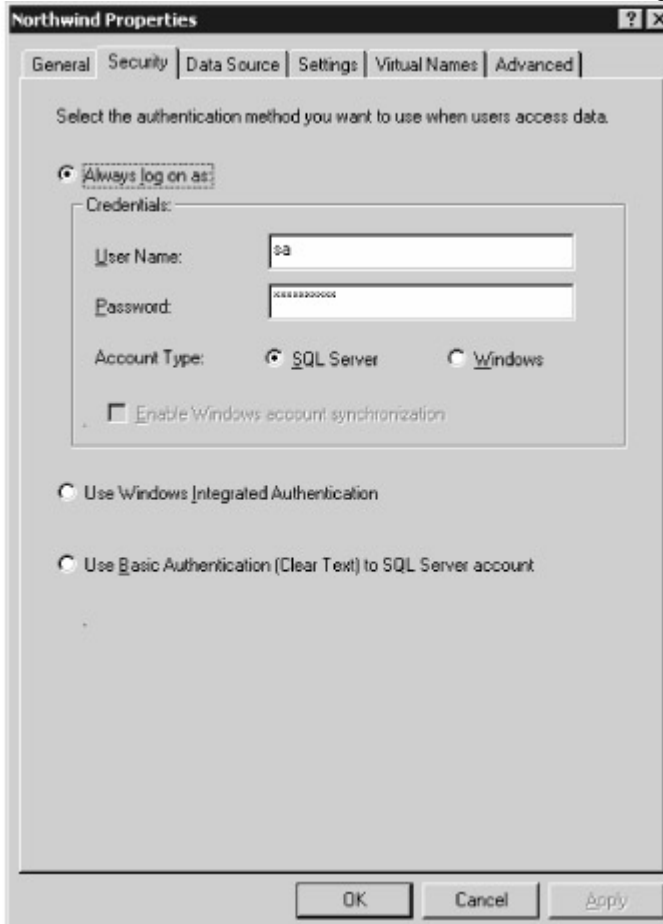 Northwind Properties
General Security Data Source Settings Virtual Names Advanced
Select the authentication method you want to use when users access data.
Always log on as:
Credentials:
User Name: sa
Password: xxxxxxxxxxx
Account Type: SQL Server Windows
Enable Windows account synchronization
Use Windows Integrated Authentication
Use Basic Authentication (Clear Text) to SQL Server account
OK Cancel Apply